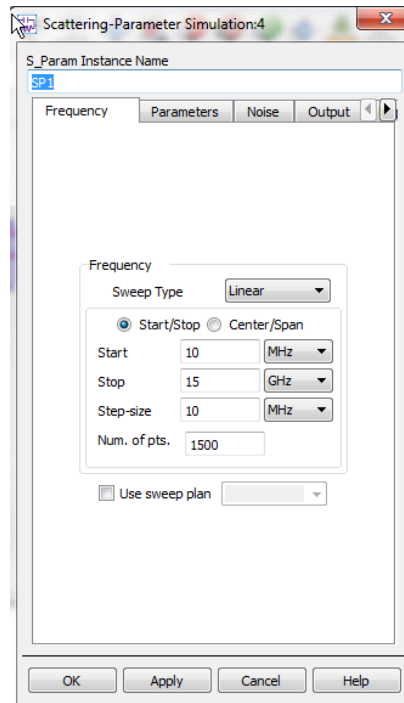 Scattering-Parameter Simulation:4
S_Param Instance Name
SP1
Frequency Parameters Noise Output
Frequency
Sweep Type Linear
Start/Stop Center/Span
Start 10 MHz
Stop 15 GHz
Step-size 10 MHz
Num. of pts. 1500
Use sweep plan
OK Apply Cancel Help